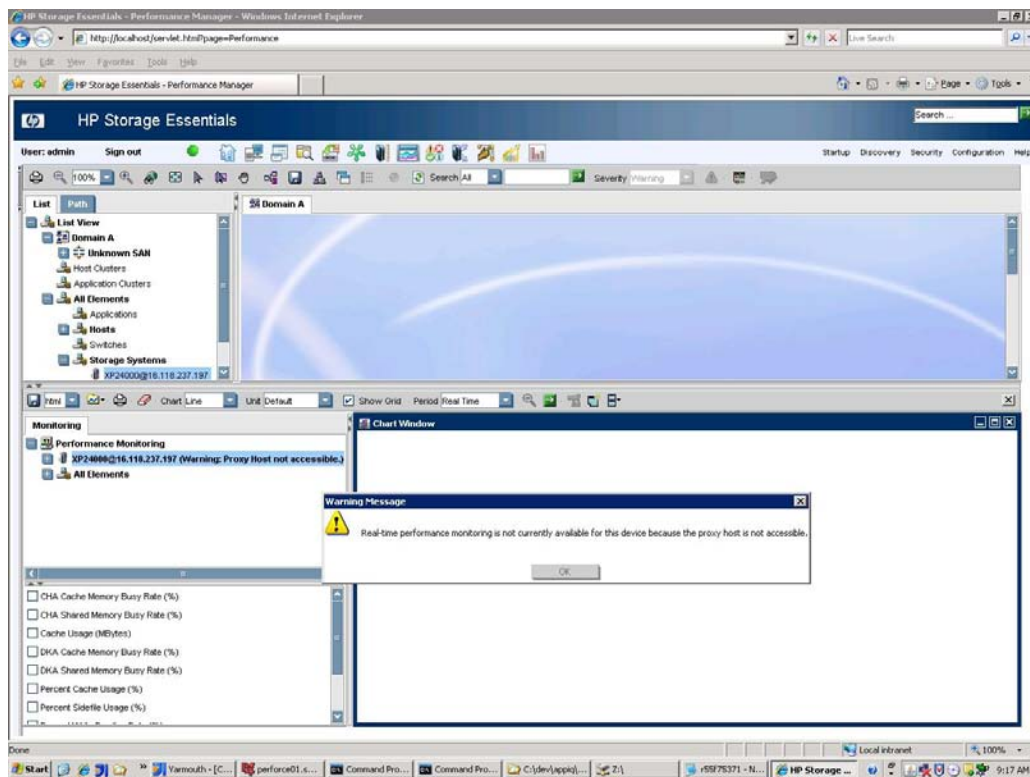 HP Storage Essentials - Performance Manager - Windows Internet Explorer
http://localhost/servlet.html?page=Performance
Live Search
File Edit View Favorites Tools Help
HP Storage Essentials - Performance Manager
Page Tools
HP Storage Essentials
Search ...
User: admin Sign out
Startup Discovery Security Configuration Help
100% Search All Severity Warning
List Path
Domain A
List View
Domain A
Unknown SAN
Host Clusters
Application Clusters
All Elements
Applications
Hosts
Switches
Storage Systems
XP24000@16.118.237.197
html Chart Line Unit Default Show Grid Period Real Time
Monitoring
Chart Window
Performance Monitoring
XP24000@16.118.237.197 (Warning: Proxy Host not accessible.)
All Elements
Warning Message
Real-time performance monitoring is not currently available for this device because the proxy host is not accessible.
OK
CHA Cache Memory Busy Rate (%)
CHA Shared Memory Busy Rate (%)
Cache Usage (MBytes)
DKA Cache Memory Busy Rate (%)
DKA Shared Memory Busy Rate (%)
Percent Cache Usage (%)
Percent Sidefile Usage (%)
Done
Local intranet
100%
Start
Yarmouth - [C...
perforce01.s...
Command Pro...
Command Pro...
C:\dev\appiq\...
Z:\
r55f75371 - N...
HP Storage...
9:17 AM